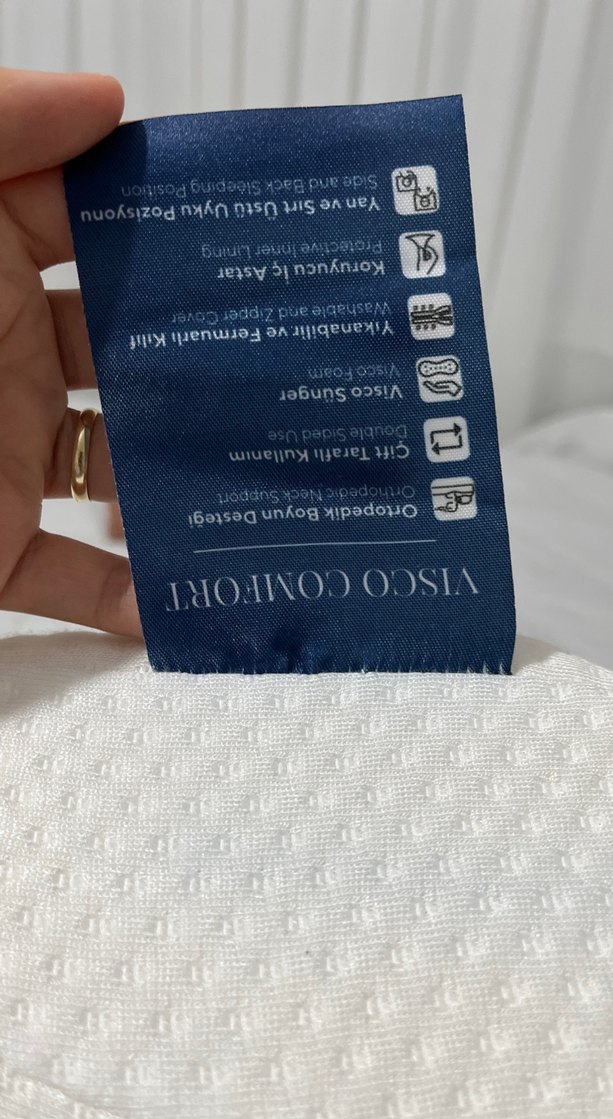 VISCO COMFORT
Ortopedik Boyun Desteği
Orthopedic Neck Support
Çift Taraflı Kullanım
Double Sided Use
Visco Sünger
Visco Foam
Yıkanabilir ve Fermuarlı Kılıf
Washable and Zipper Cover
Koruyucu İç Astar
Protective Inner Lining
Yan ve Sırt Üstü Uyku Pozisyonu
Side and Back Sleeping Position